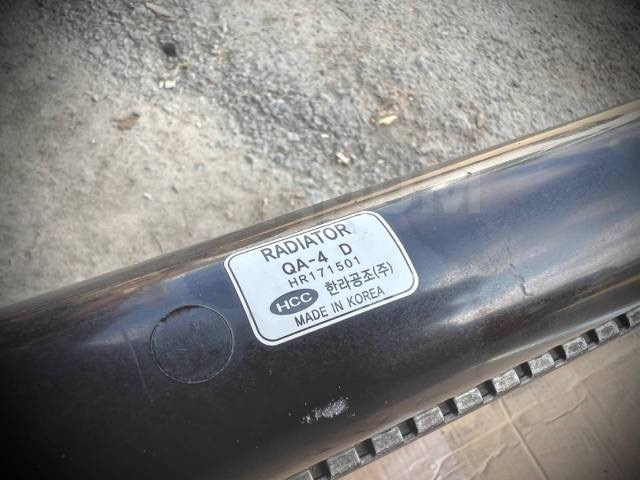 RADIATOR
QA-4 D
HR171501
HCC 한라공조(주)
MADE IN KOREA